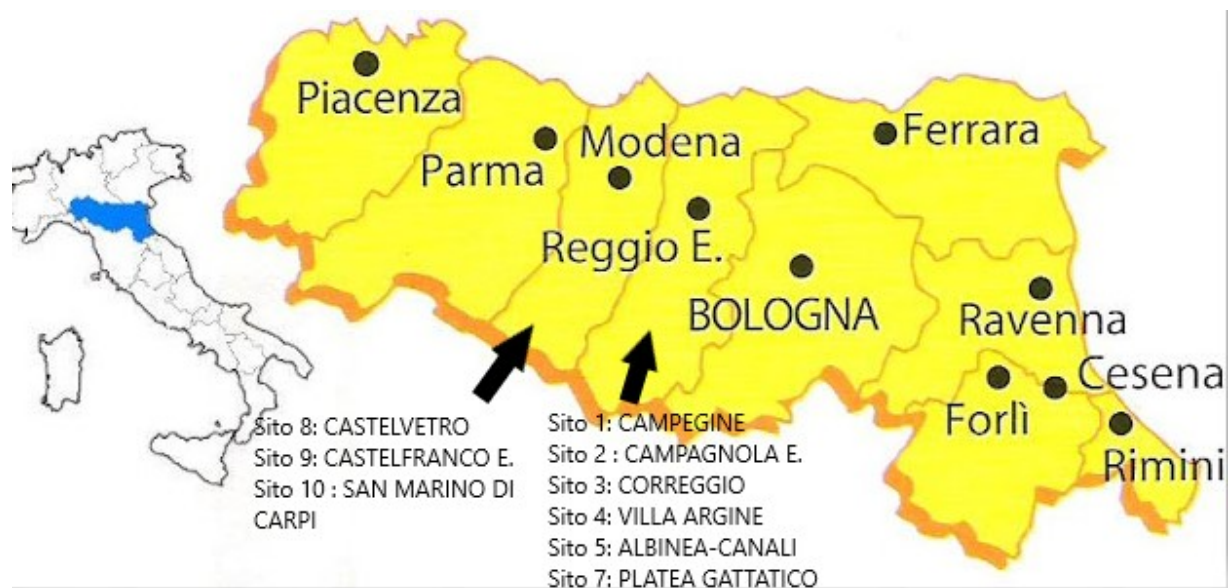 Piacenza
Parma
Modena
Reggio E.
Ferrara
BOLOGNA
Ravenna
Cesena
Forlì
Rimini
Sito 8: CASTELVETRO
Sito 9: CASTELFRANCO E.
Sito 10 : SAN MARINO DI
CARPI
Sito 1: CAMPEGINE
Sito 2 : CAMPAGNOLA E.
Sito 3: CORREGGIO
Sito 4: VILLA ARGINE
Sito 5: ALBINEA-CANALI
Sito 7: PLATEA GATTATICO